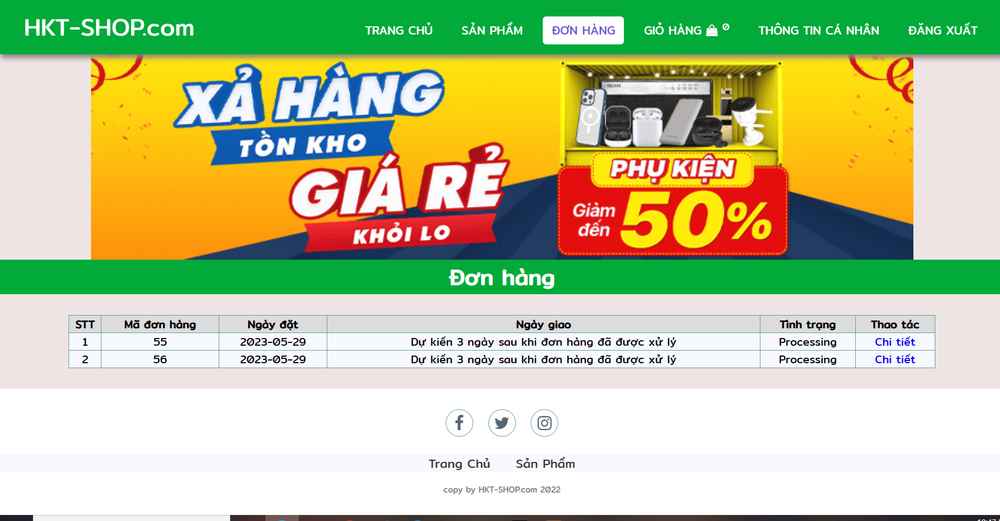 HKT-SHOP.com TRANG CHỦ SẢN PHẨM ĐƠN HÀNG GIỎ HÀNG 0 THÔNG TIN CÁ NHÂN ĐĂNG XUẤT
XẢ HÀNG
TỒN KHO
GIÁ RẺ
KHỎI LO
PHỤ KIỆN
Giảm
đến
50%
Đơn hàng
STT Mã đơn hàng Ngày đặt Ngày giao Tình trạng Thao tác
1 55 2023-05-29 Dự kiến 3 ngày sau khi đơn hàng đã được xử lý Processing Chi tiết
2 56 2023-05-29 Dự kiến 3 ngày sau khi đơn hàng đã được xử lý Processing Chi tiết
Trang Chủ Sản Phẩm
copy by HKT-SHOP.com 2022